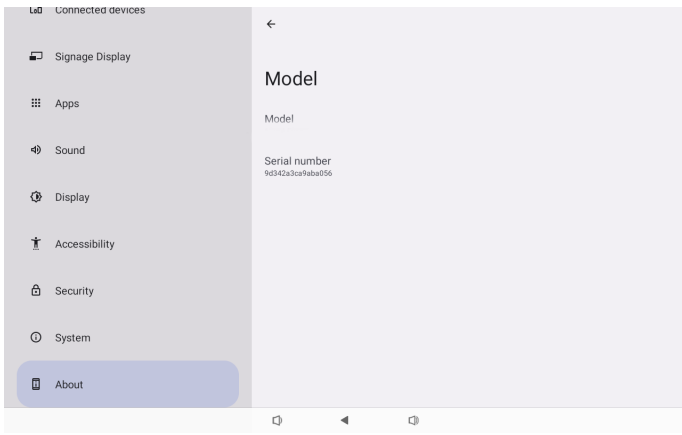 Connected devices
Signage Display
Apps
Sound
Display
Accessibility
Security
System
About
Model
Model
Serial number
9d342a3ca9aba056